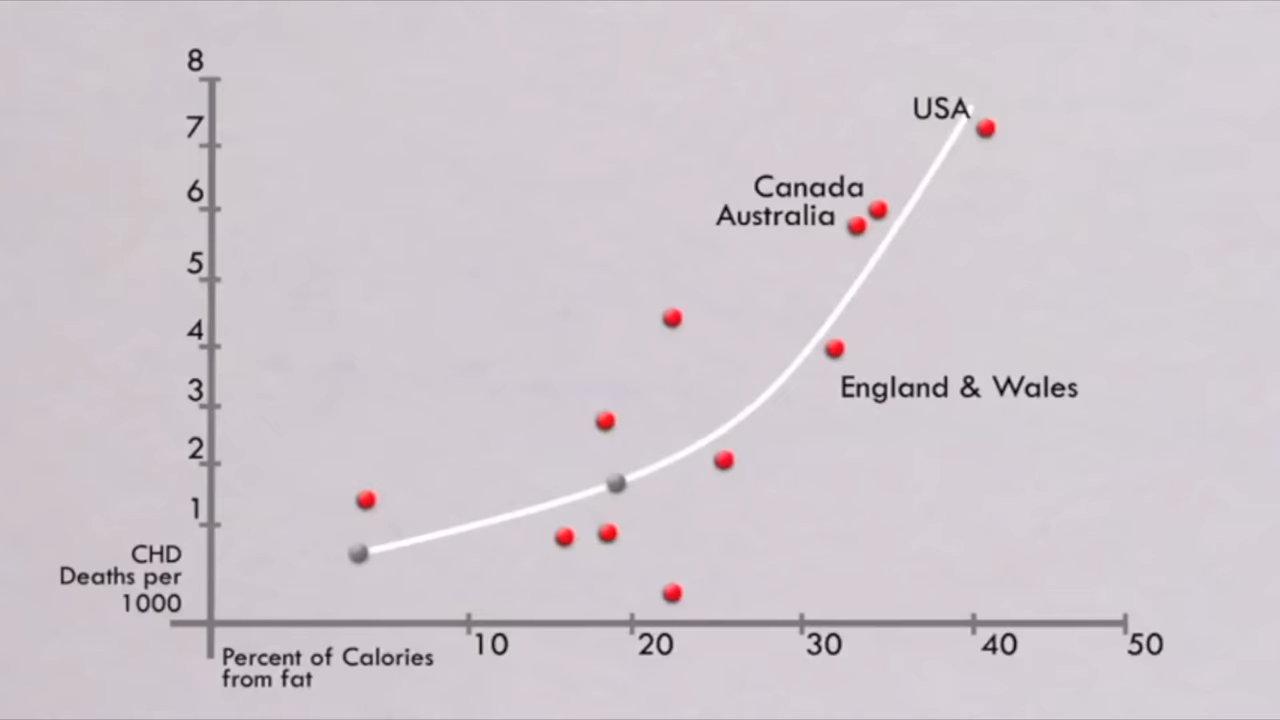 8
7
6
5
4
3
2
1
USA
Canada
Australia
England & Wales
CHD
Deaths per
1000
10 20 30 40 50
Percent of Calories
from fat